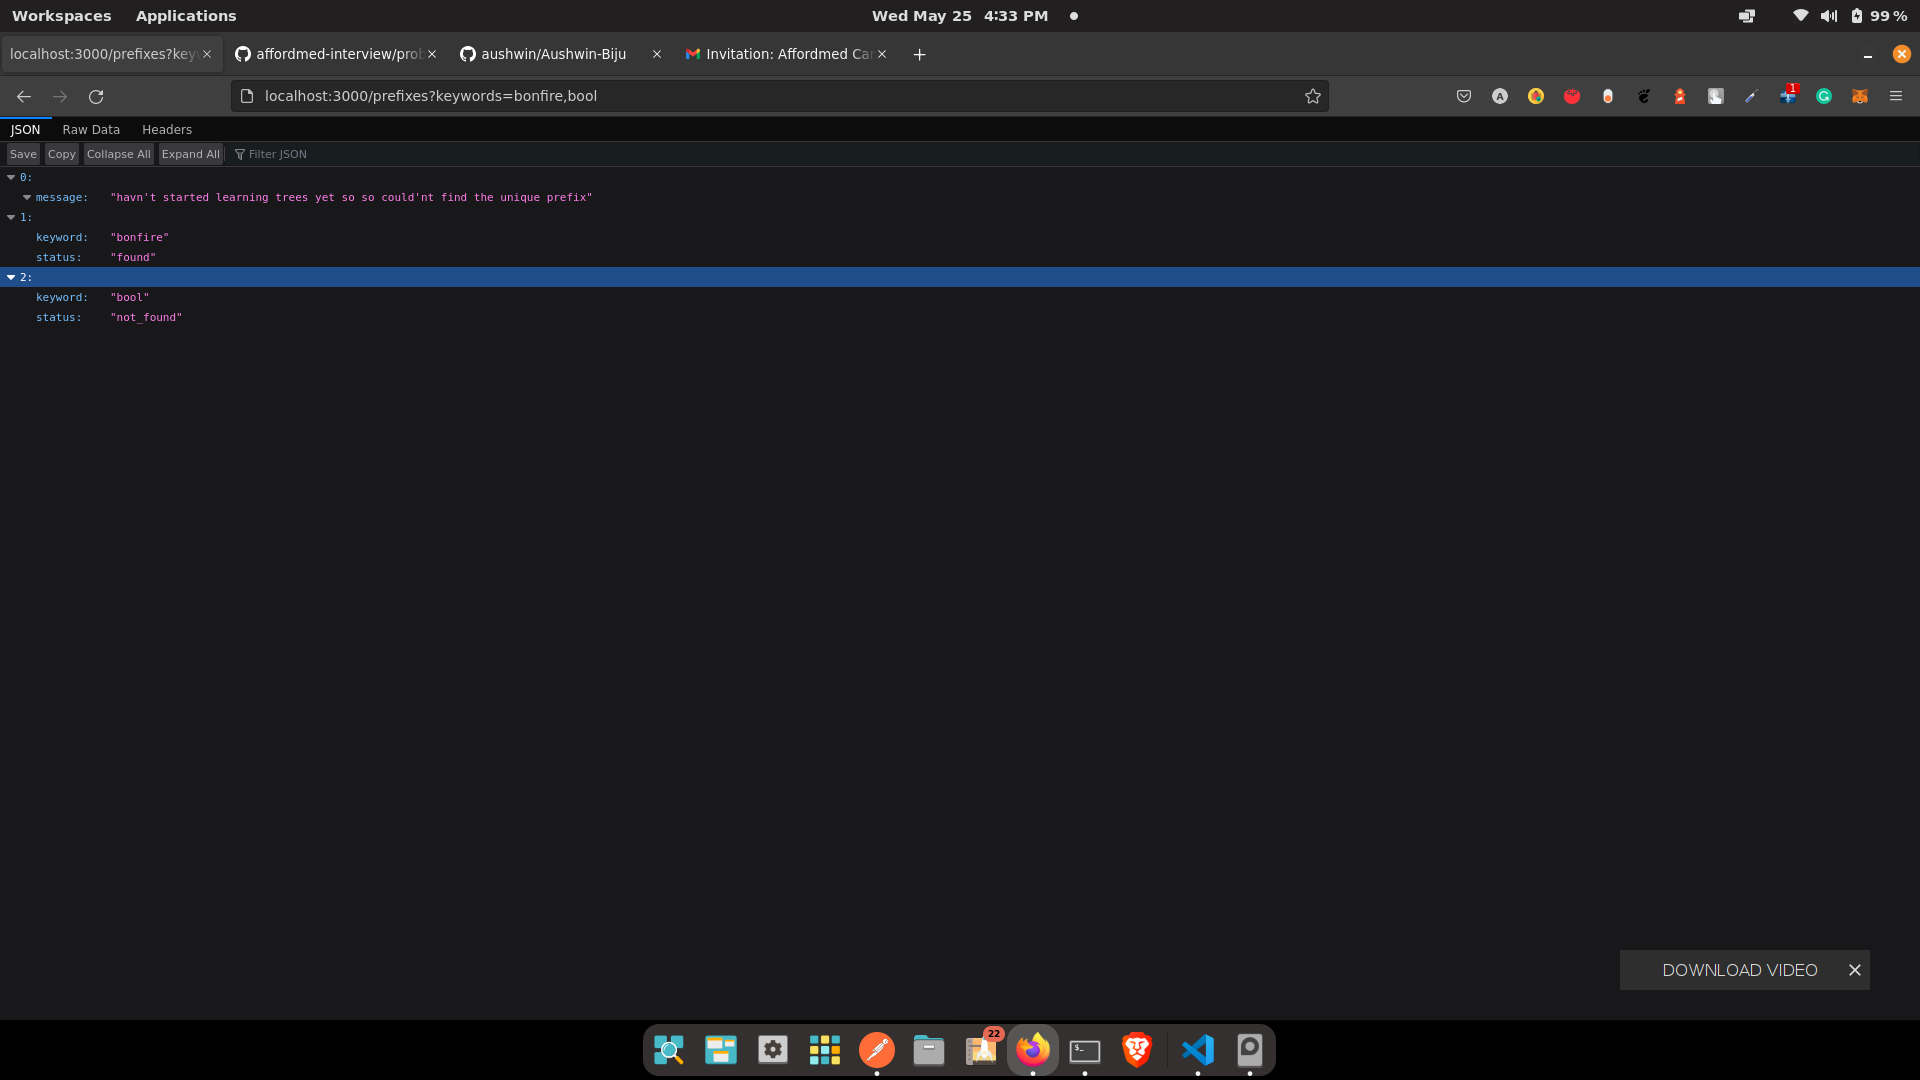 Workspaces Applications Wed May 25 4:33 PM 99 %
localhost:3000/prefixes?key affordmed-interview/prob aushwin/Aushwin-Biju Invitation: Affordmed Ca
localhost:3000/prefixes?keywords=bonfire,bool A 1 G
JSON Raw Data Headers
Save Copy Collapse All Expand All Filter JSON
0:
message: "havn't started learning trees yet so so could'nt find the unique prefix"
1:
keyword: "bonfire"
status: "found"
2:
keyword: "bool"
status: "not_found"
DOWNLOAD VIDEO
22
$_